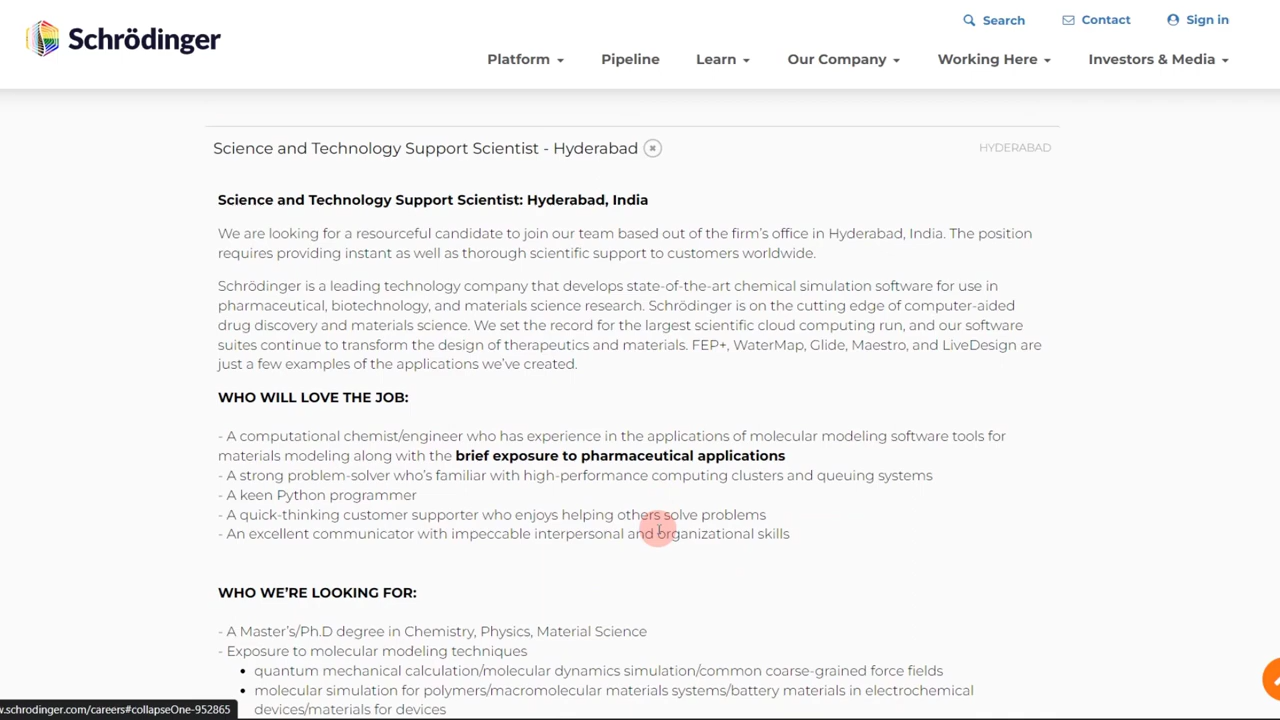 Search
Contact
Sign in
Schrödinger
Platform
Pipeline
Learn
Our Company
Working Here
Investors & Media
Science and Technology Support Scientist - Hyderabad
HYDERABAD
Science and Technology Support Scientist: Hyderabad, India
We are looking for a resourceful candidate to join our team based out of the firm's office in Hyderabad, India. The position
requires providing instant as well as thorough scientific support to customers worldwide.
Schrödinger is a leading technology company that develops state-of-the-art chemical simulation software for use in
pharmaceutical, biotechnology, and materials science research. Schrödinger is on the cutting edge of computer-aided
drug discovery and materials science. We set the record for the largest scientific cloud computing run, and our software
suites continue to transform the design of therapeutics and materials. FEP+, WaterMap, Glide, Maestro, and LiveDesign are
just a few examples of the applications we've created.
WHO WILL LOVE THE JOB:
- A computational chemist/engineer who has experience in the applications of molecular modeling software tools for
materials modeling along with the brief exposure to pharmaceutical applications
- A strong problem-solver who's familiar with high-performance computing clusters and queuing systems
- A keen Python programmer
- A quick-thinking customer supporter who enjoys helping others solve problems
- An excellent communicator with impeccable interpersonal and organizational skills
WHO WE'RE LOOKING FOR:
- A Master's/Ph.D degree in Chemistry, Physics, Material Science
- Exposure to molecular modeling techniques
• quantum mechanical calculation/molecular dynamics simulation/common coarse-grained force fields
• molecular simulation for polymers/macromolecular materials systems/battery materials in electrochemical
devices/materials for devices
w.schrodinger.com/careers#collapseOne-952865